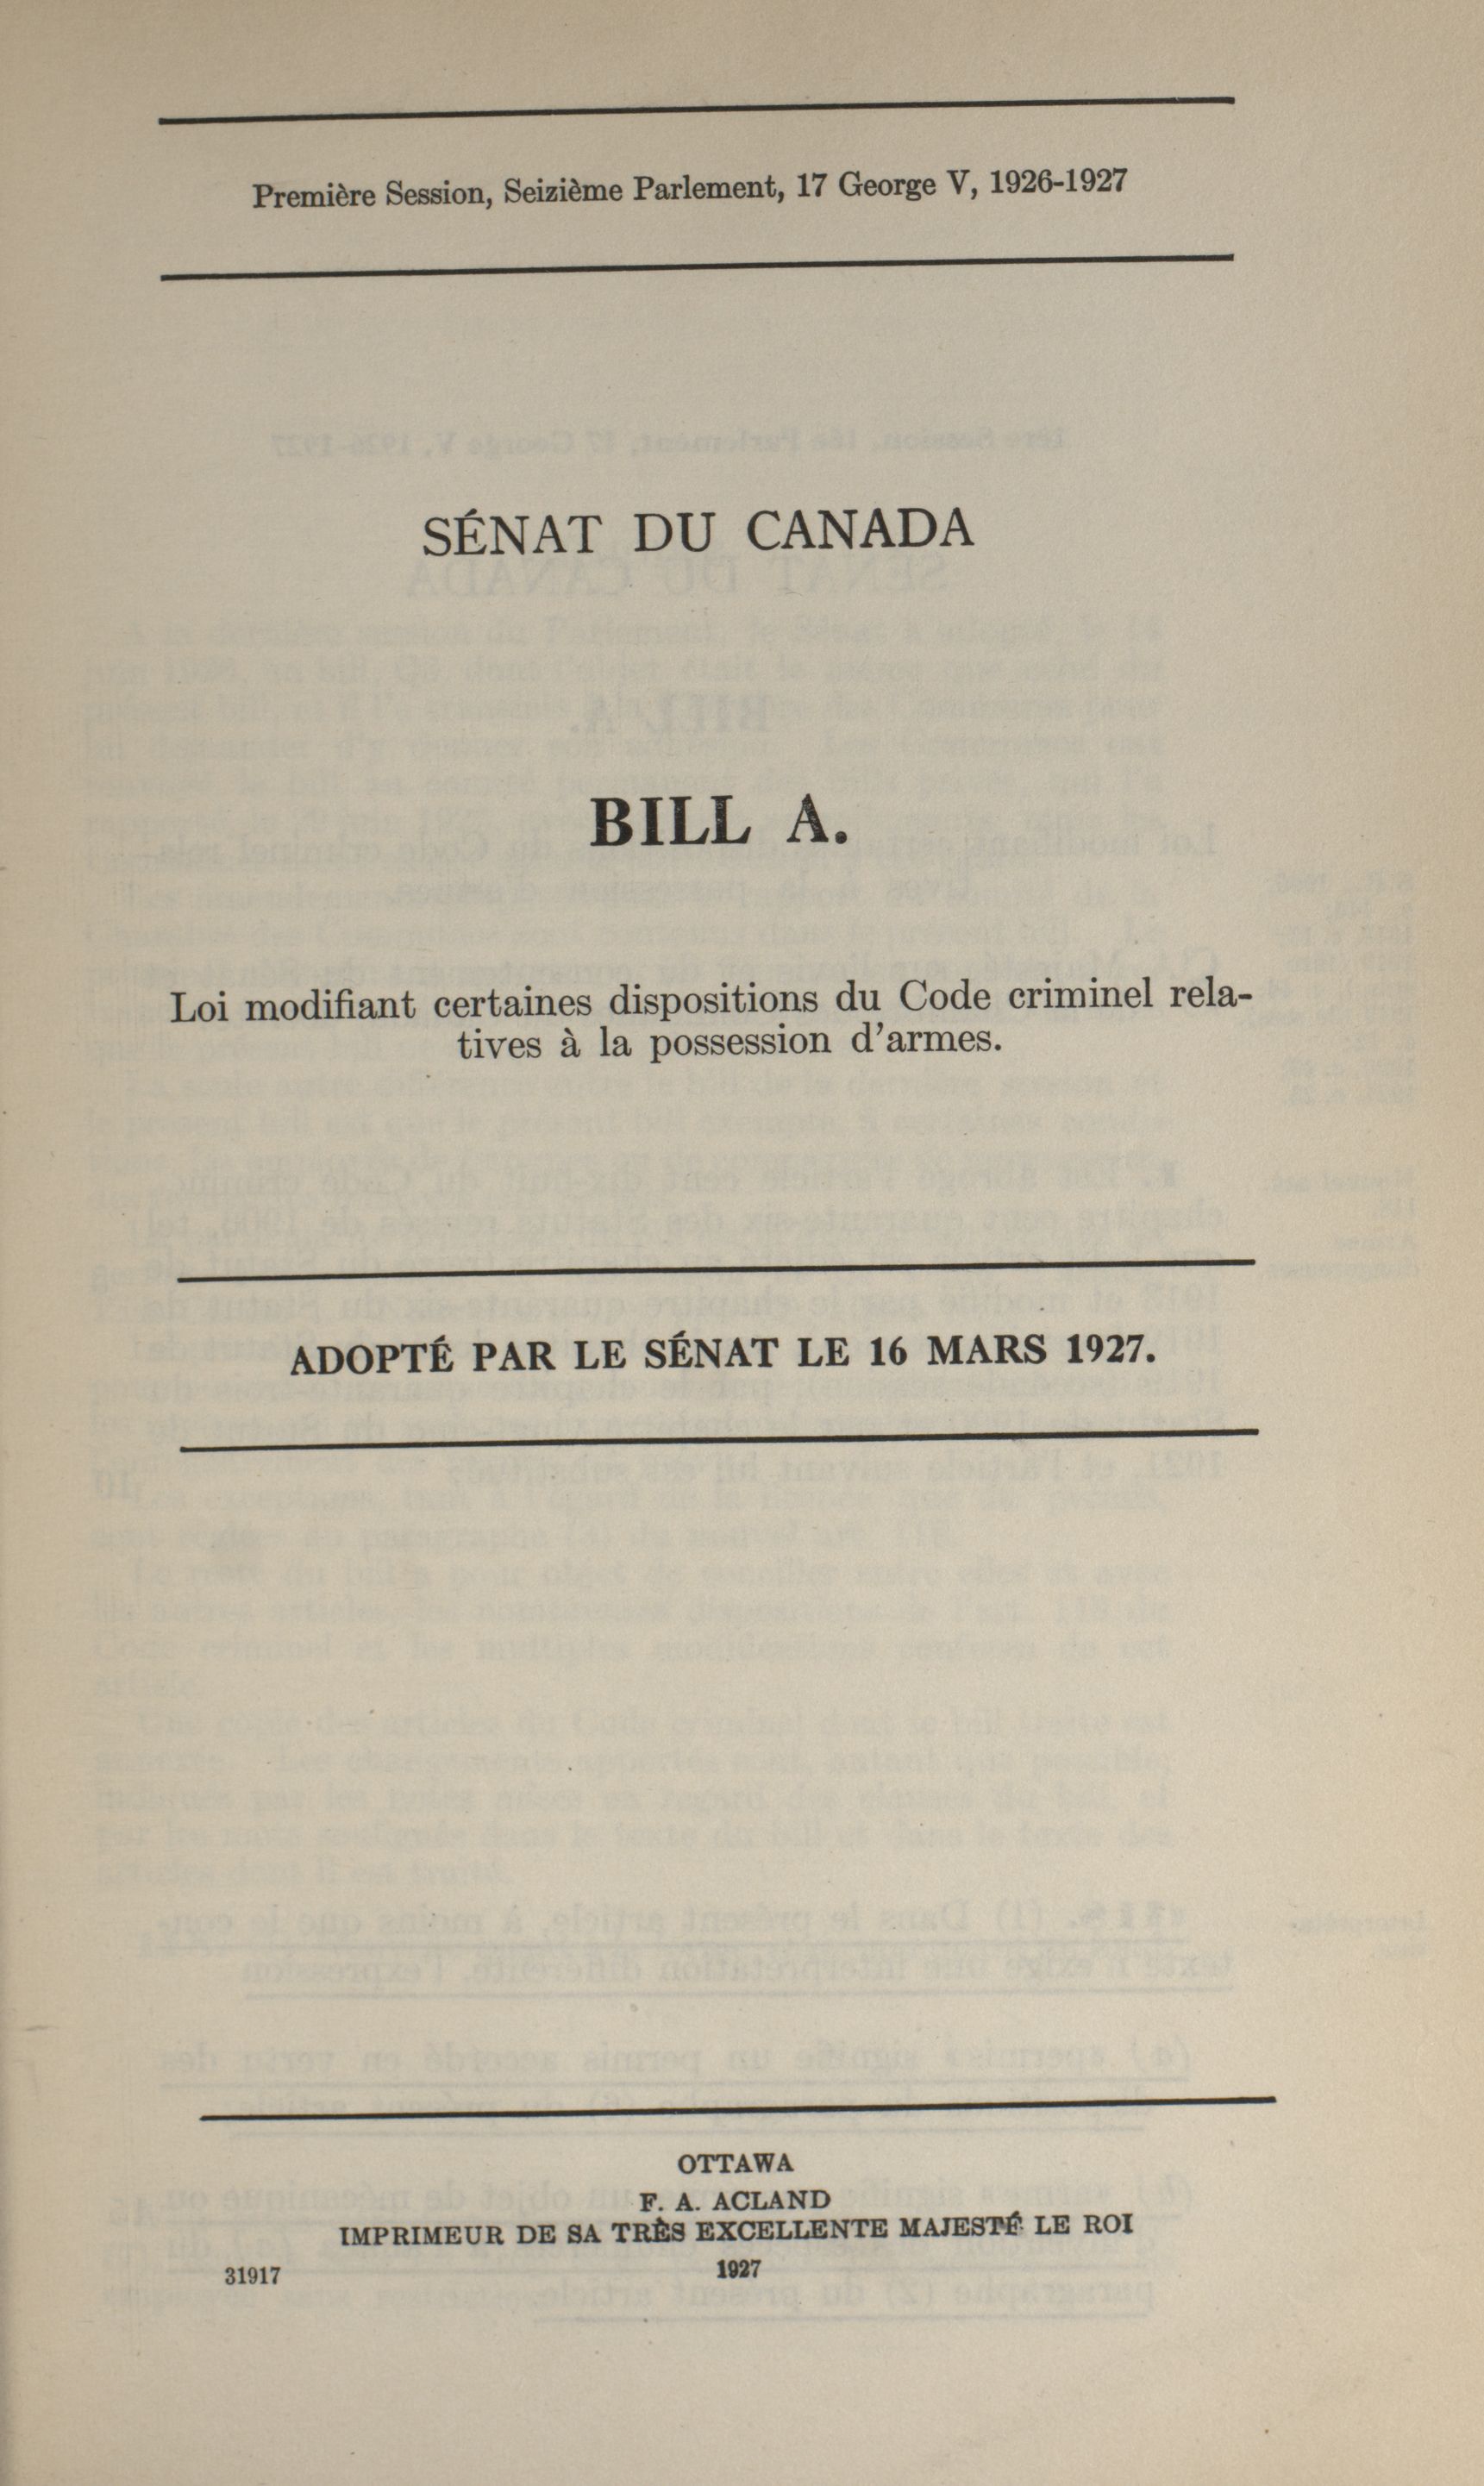 Première Session, Seizième Parlement, 17 George V, 1926-1927
SÉNAT DU CANADA
BILL A.
Loi modifiant certaines dispositions du Code criminel rela-
tives à la possession d'armes.
ADOPTÉ PAR LE SÉNAT LE 16 MARS 1927.
OTTAWA
F. A. ACLAND
IMPRIMEUR DE SA TRÈS EXCELLENTE MAJESTÉ LE ROI
31917 1927